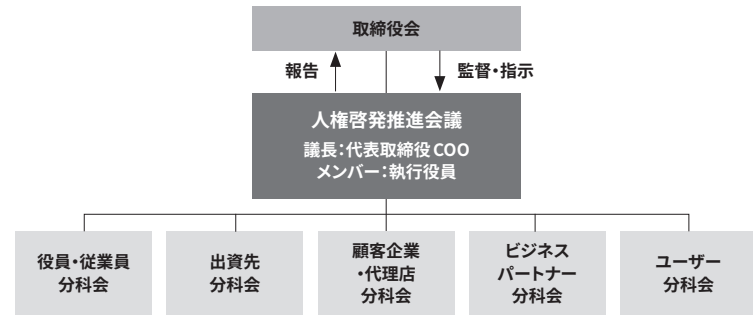 取締役会
報告
監督・指示
人権啓発推進会議
議長：代表取締役COO
メンバー：執行役員
役員・従業員
分科会
出資先
分科会
顧客企業
・代理店
分科会
ビジネス
パートナー
分科会
ユーザー
分科会